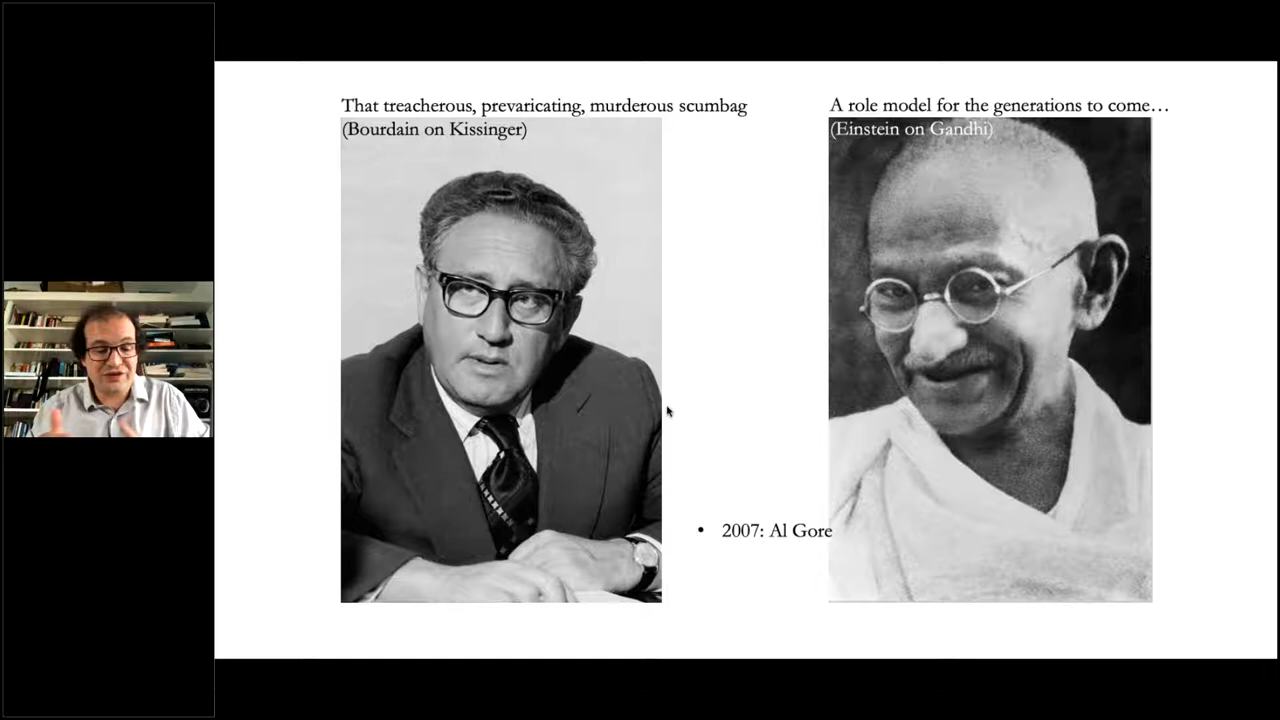 That treacherous, prevaricating, murderous scumbag
(Bourdain on Kissinger)
A role model for the generations to come…
(Einstein on Gandhi)
• 2007: Al Gore